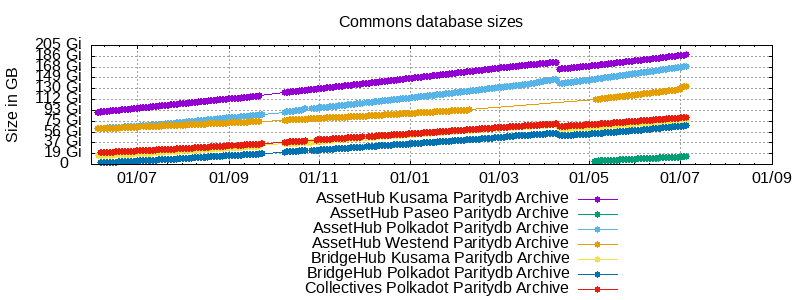 Commons database sizes
Size in GB
205 Gi
186 Gi
168 Gi
149 Gi
130 Gi
112 Gi
93 Gi
75 Gi
56 Gi
37 Gi
19 Gi
0
01/07 01/09 01/11 01/01 01/03 01/05 01/07 01/09
AssetHub Kusama Paritydb Archive
AssetHub Paseo Paritydb Archive
AssetHub Polkadot Paritydb Archive
AssetHub Westend Paritydb Archive
BridgeHub Kusama Paritydb Archive
BridgeHub Polkadot Paritydb Archive
Collectives Polkadot Paritydb Archive